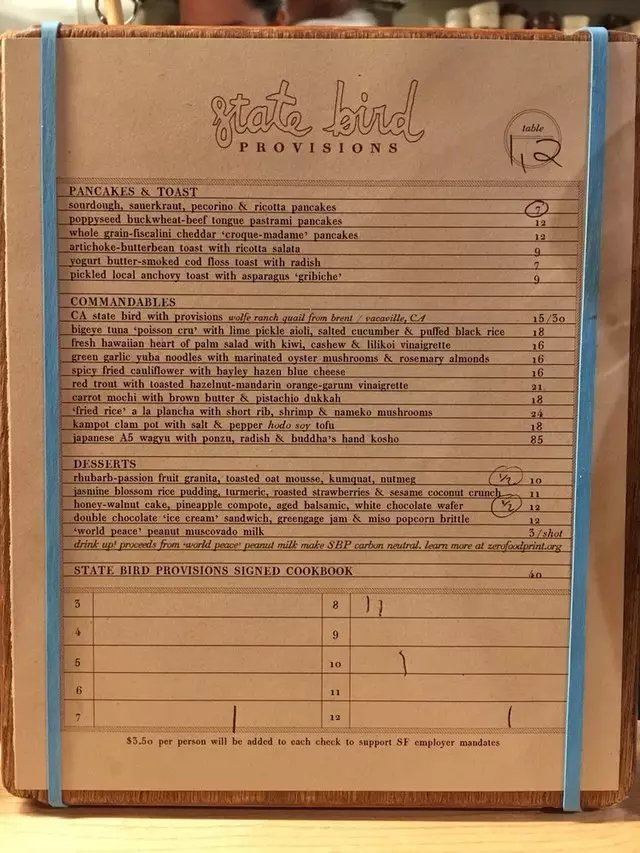 state bird
PROVISIONS
table
1,2
PANCAKES & TOAST
sourdough, sauerkraut, pecorino & ricotta pancakes 7
poppyseed buckwheat-beef tongue pastrami pancakes 12
whole grain-fiscalini cheddar ‘croque-madame’ pancakes 12
artichoke-butterbean toast with ricotta salata 9
yogurt butter-smoked cod floss toast with radish 7
pickled local anchovy toast with asparagus ‘gribiche’ 9
COMMANDABLES
CA state bird with provisions wolfe ranch quail from brent / vacaville, CA 15/30
bigeye tuna ‘poisson cru’ with lime pickle aioli, salted cucumber & puffed black rice 18
fresh hawaiian heart of palm salad with kiwi, cashew & lilikoi vinaigrette 16
green garlic yuba noodles with marinated oyster mushrooms & rosemary almonds 16
spicy fried cauliflower with bayley hazen blue cheese 16
red trout with toasted hazelnut-mandarin orange-garum vinaigrette 21
carrot mochi with brown butter & pistachio dukkah 18
‘fried rice’ a la plancha with short rib, shrimp & nameko mushrooms 24
kampot clam pot with salt & pepper hodo soy tofu 18
japanese A5 wagyu with ponzu, radish & buddha's hand kosho 85
DESSERTS
rhubarb-passion fruit granita, toasted oat mousse, kumquat, nutmeg 1/2 10
jasmine blossom rice pudding, turmeric, roasted strawberries & sesame coconut crunch 11
honey-walnut cake, pineapple compote, aged balsamic, white chocolate wafer 1/2 12
double chocolate ‘ice cream’ sandwich, greengage jam & miso popcorn brittle 12
‘world peace’ peanut muscovado milk 3/shot
drink up! proceeds from ‘world peace’ peanut milk make SBP carbon neutral. learn more at zerofoodprint.org
STATE BIRD PROVISIONS SIGNED COOKBOOK 40
3 8
4 9
5 10
6 11
7 12
$3.50 per person will be added to each check to support SF employer mandates